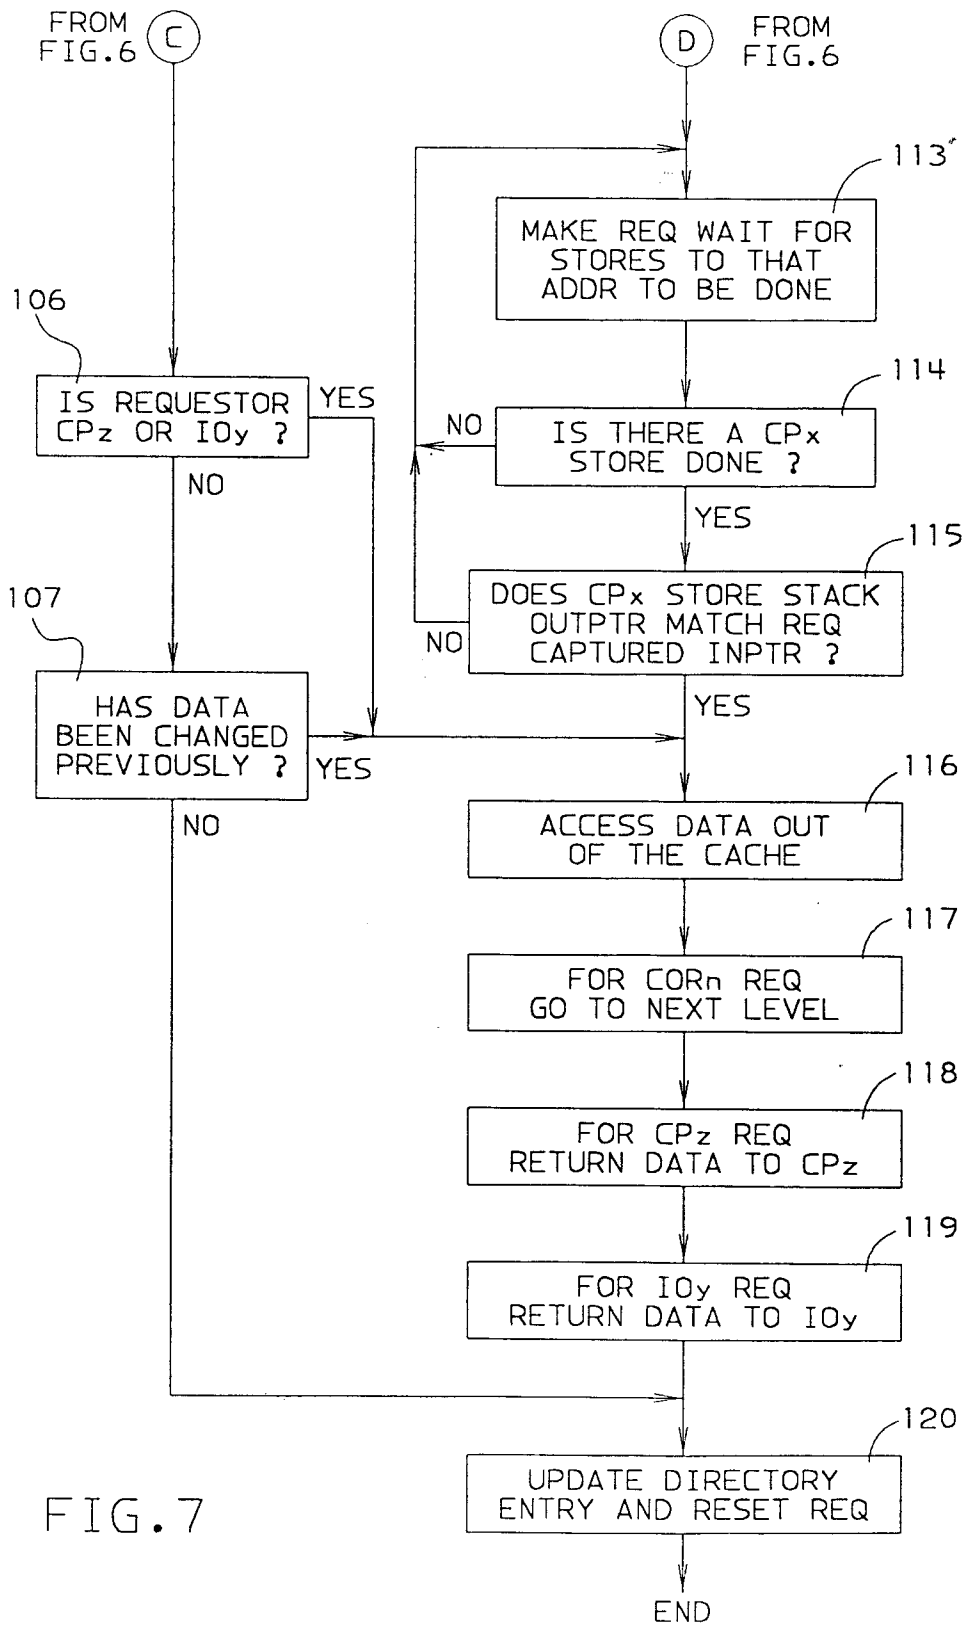 FROM
FIG.6
C
D
FROM
FIG.6
113
MAKE REQ WAIT FOR
STORES TO THAT
ADDR TO BE DONE
106
IS REQUESTOR
CPz OR IOy ?
YES
NO
114
IS THERE A CPx
STORE DONE ?
NO
YES
115
DOES CPx STORE STACK
OUTPTR MATCH REQ
CAPTURED INPTR ?
NO
YES
107
HAS DATA
BEEN CHANGED
PREVIOUSLY ?
YES
NO
116
ACCESS DATA OUT
OF THE CACHE
117
FOR CORn REQ
GO TO NEXT LEVEL
118
FOR CPz REQ
RETURN DATA TO CPz
119
FOR IOy REQ
RETURN DATA TO IOy
120
UPDATE DIRECTORY
ENTRY AND RESET REQ
END
FIG.7